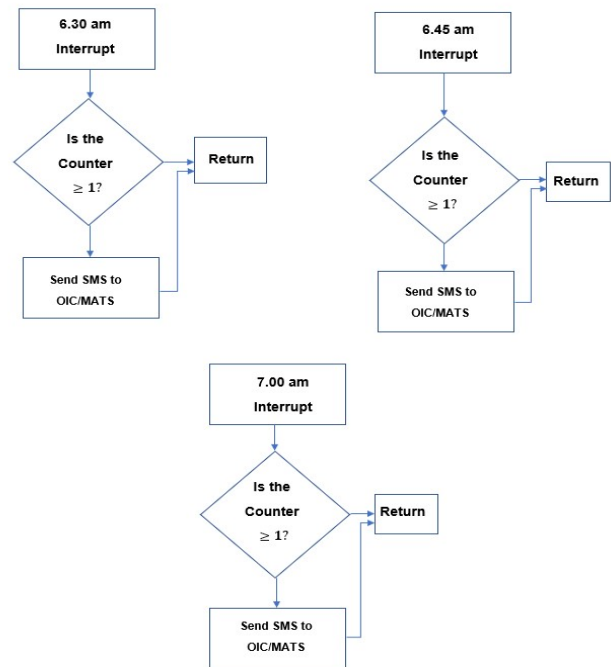 6.30 am
Interrupt
Is the
Counter
≥ 1?
Return
Send SMS to
OIC/MATS
6.45 am
Interrupt
Is the
Counter
≥ 1?
Return
Send SMS to
OIC/MATS
7.00 am
Interrupt
Is the
Counter
≥ 1?
Return
Send SMS to
OIC/MATS